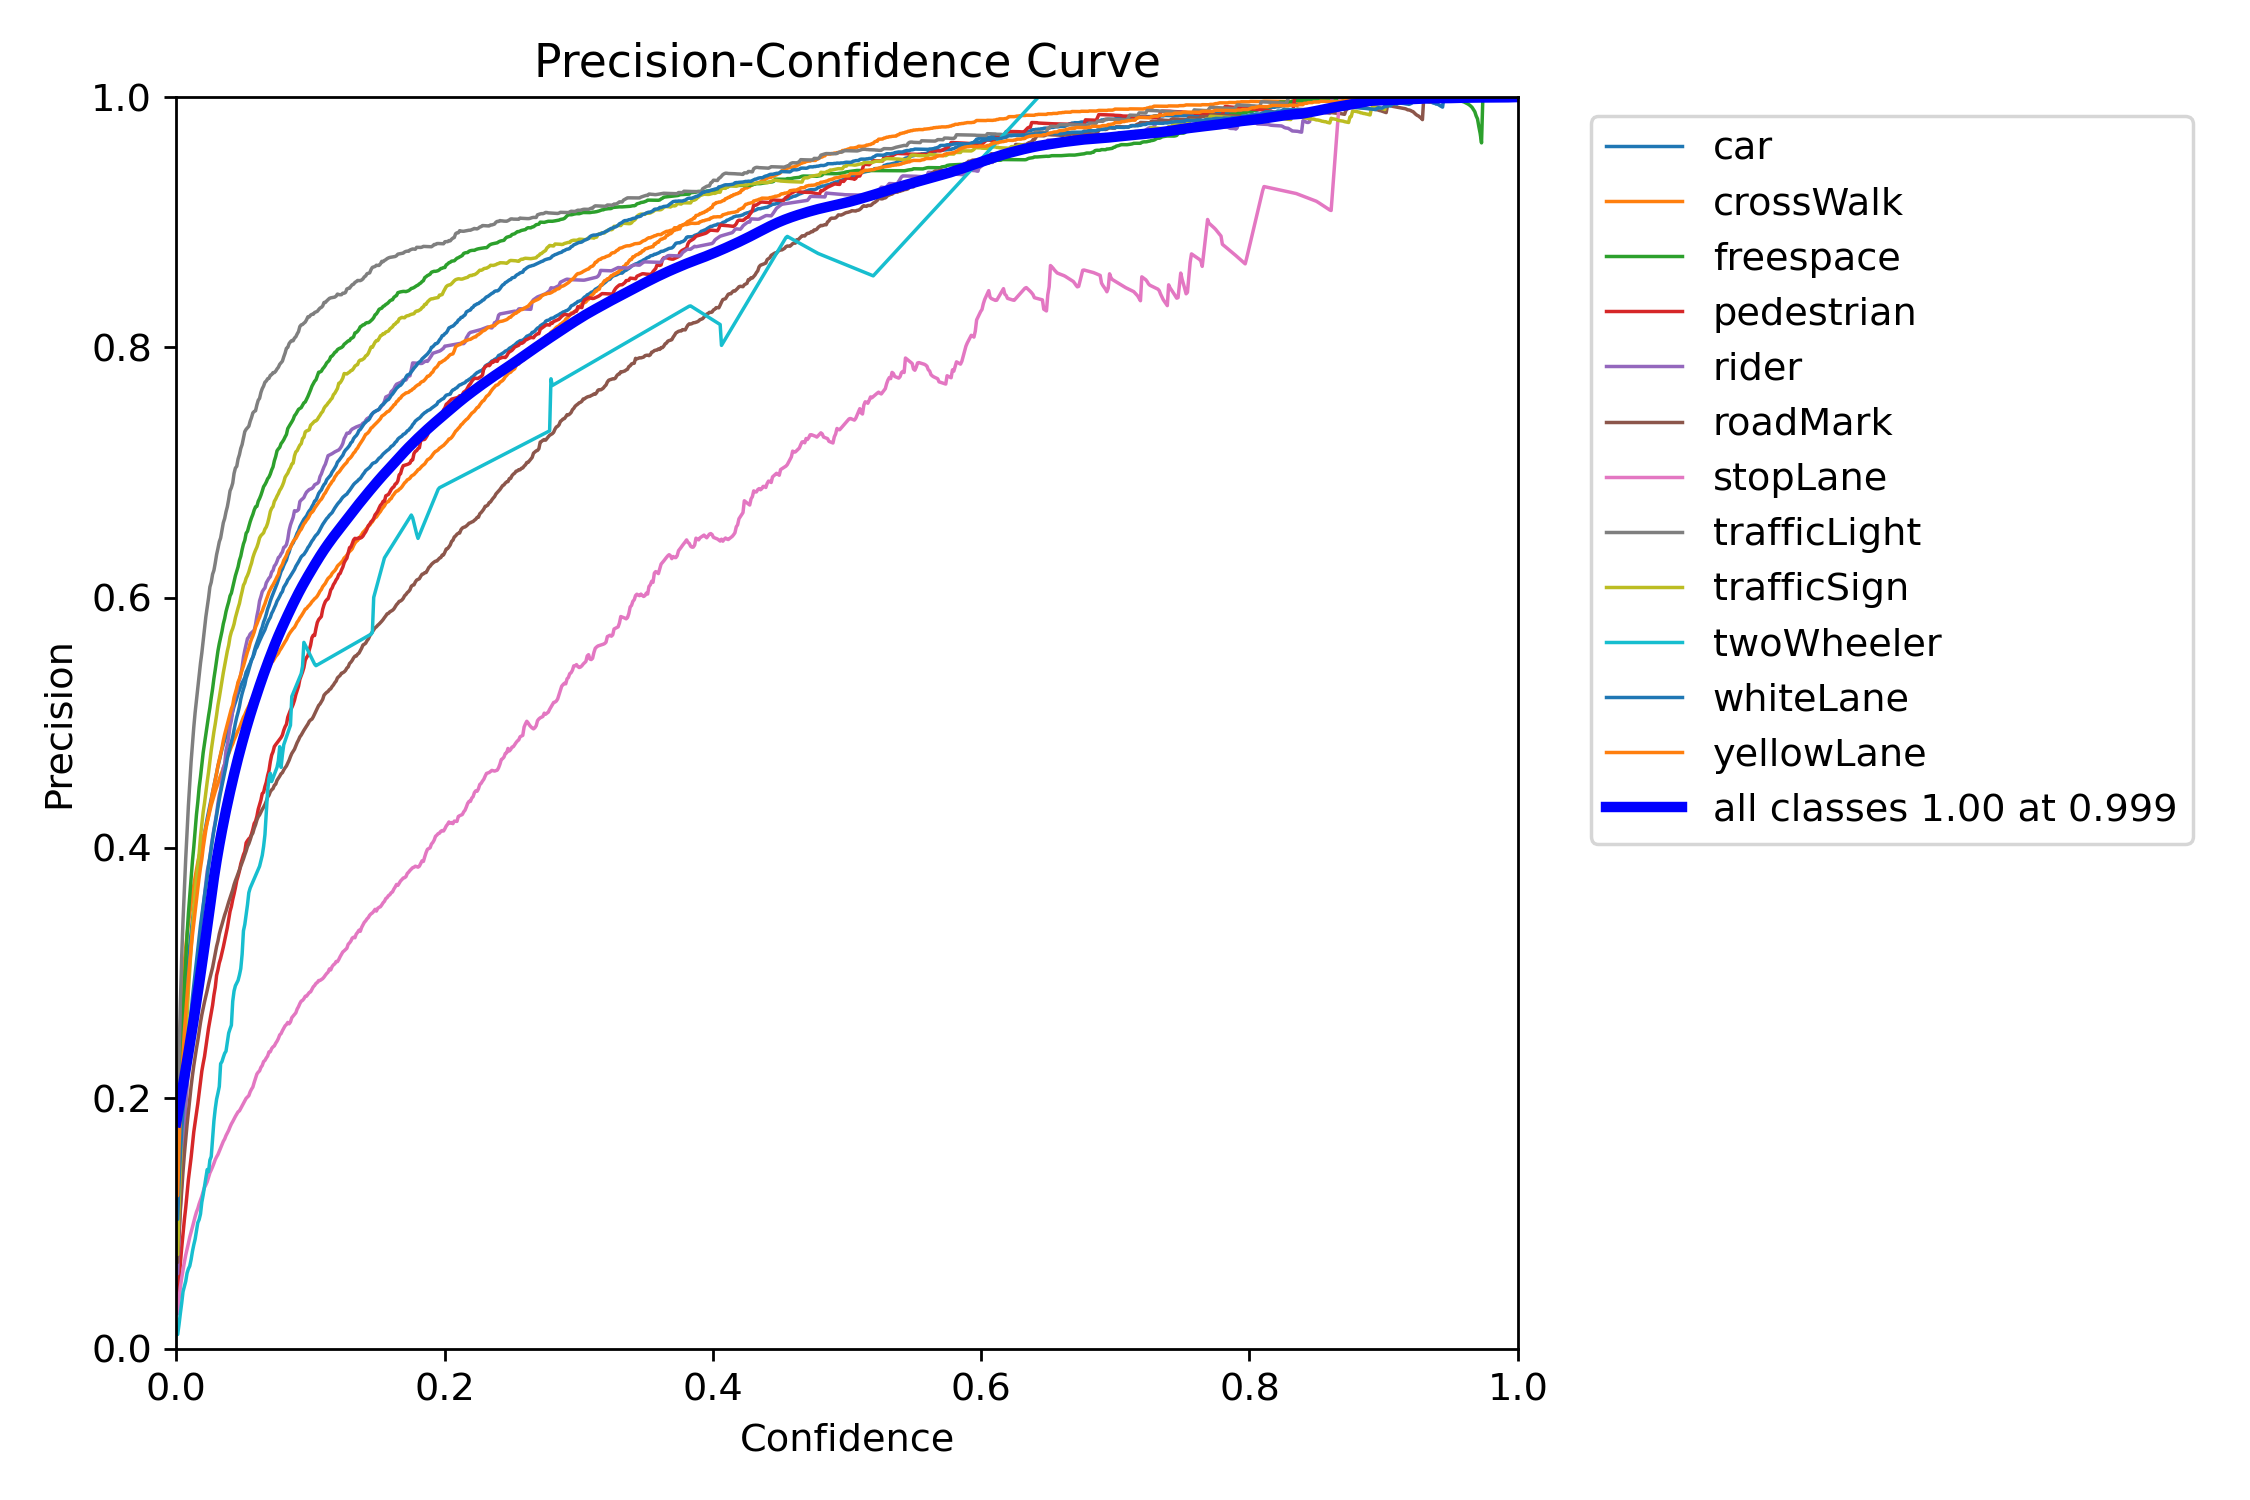 Precision-Confidence Curve
1.0
0.8
0.6
0.4
0.2
0.0
Precision
0.0 0.2 0.4 0.6 0.8 1.0
Confidence
car
crossWalk
freespace
pedestrian
rider
roadMark
stopLane
trafficLight
trafficSign
twoWheeler
whiteLane
yellowLane
all classes 1.00 at 0.999